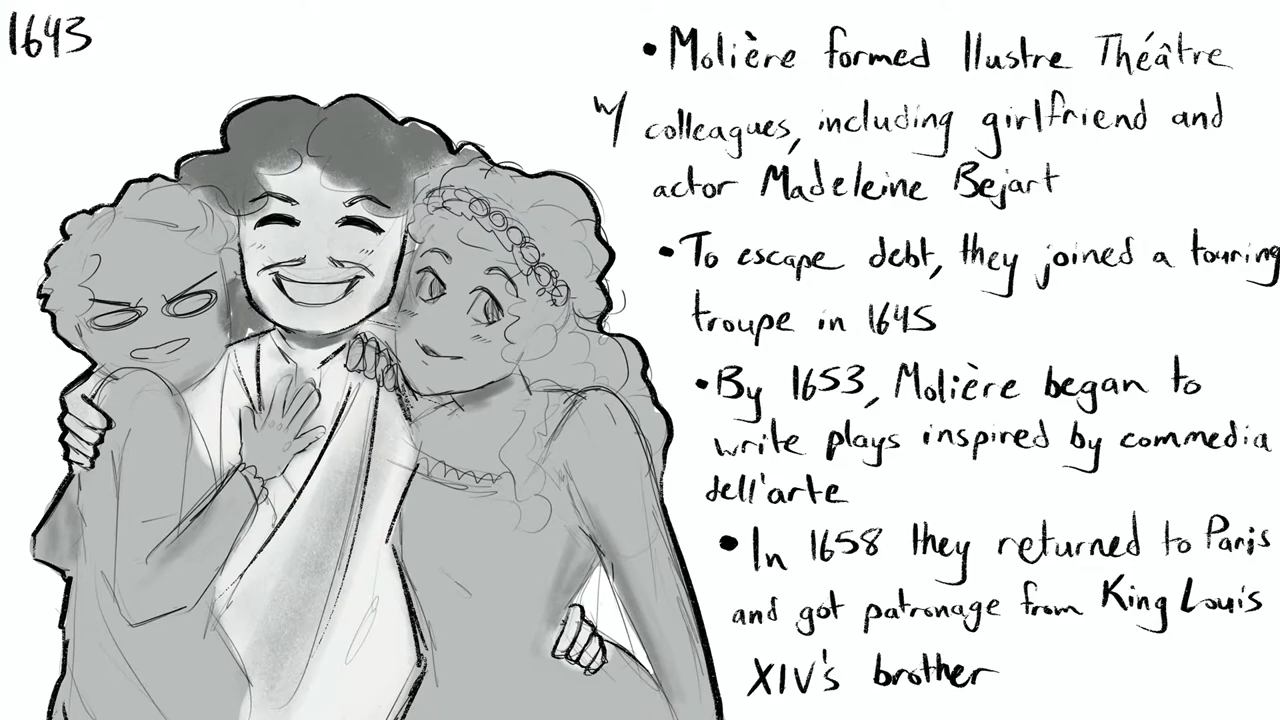 1643
• Molière formed Ilustre Théâtre
w/ colleagues, including girlfriend and
actor Madeleine Bejart
• To escape debt, they joined a touring
troupe in 1645
• By 1653, Molière began to
write plays inspired by commedia
dell'arte
• In 1658 they returned to Paris
and got patronage from King Louis
XIV's brother